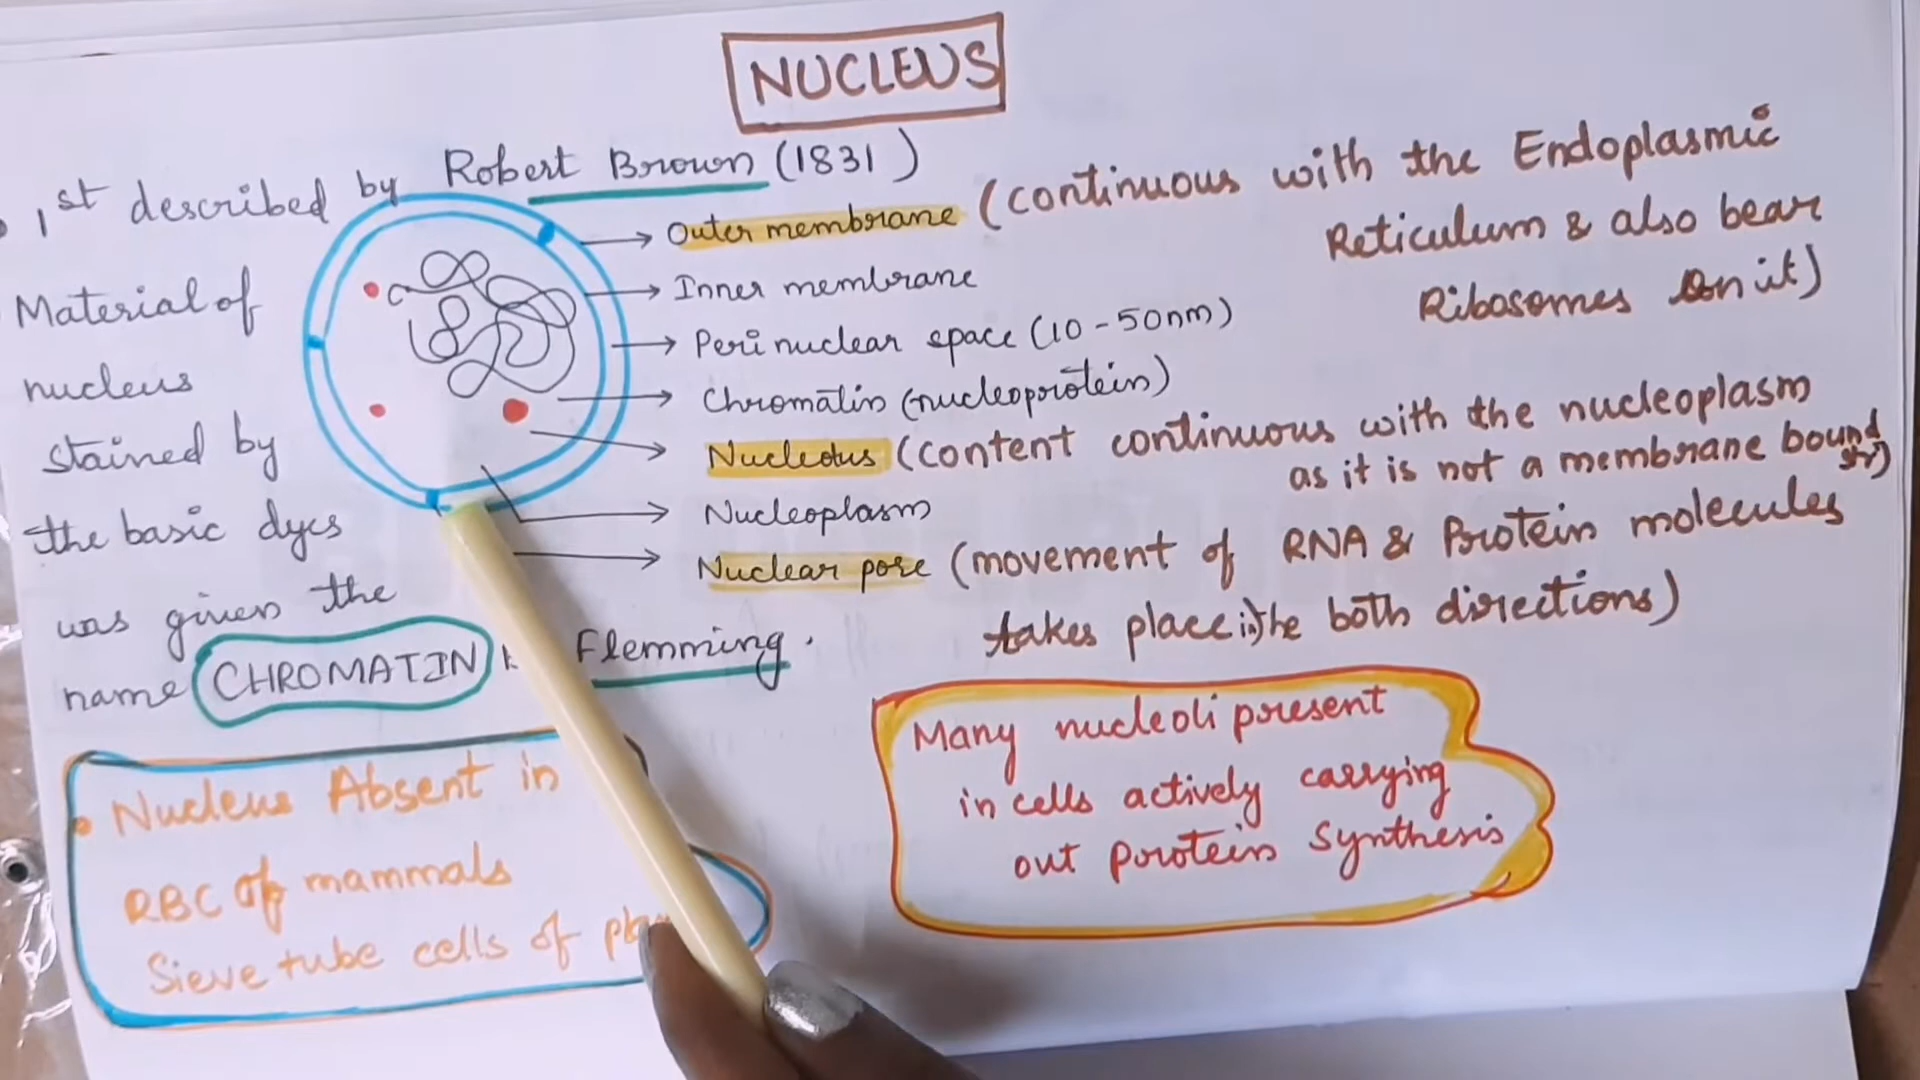 NUCLEUS
1st described by Robert Brown (1831)
Material of
nucleus
stained by
the basic dyes
was given the
name CHROMATIN Flemming.
Outer membrane (continuous with the Endoplasmic
Reticulum & also bear
Ribosomes on it)
Inner membrane
Perinuclear space (10-50nm)
Chromatin (nucleoprotein)
Nucleolus (content continuous with the nucleoplasm
as it is not a membrane bound
str)
Nucleoplasm
Nuclear pore (movement of RNA & Protein molecules
takes place in the both directions)
• Nucleus Absent in
RBC of mammals
Sieve tube cells of
Many nucleoli present
in cells actively carrying
out protein synthesis